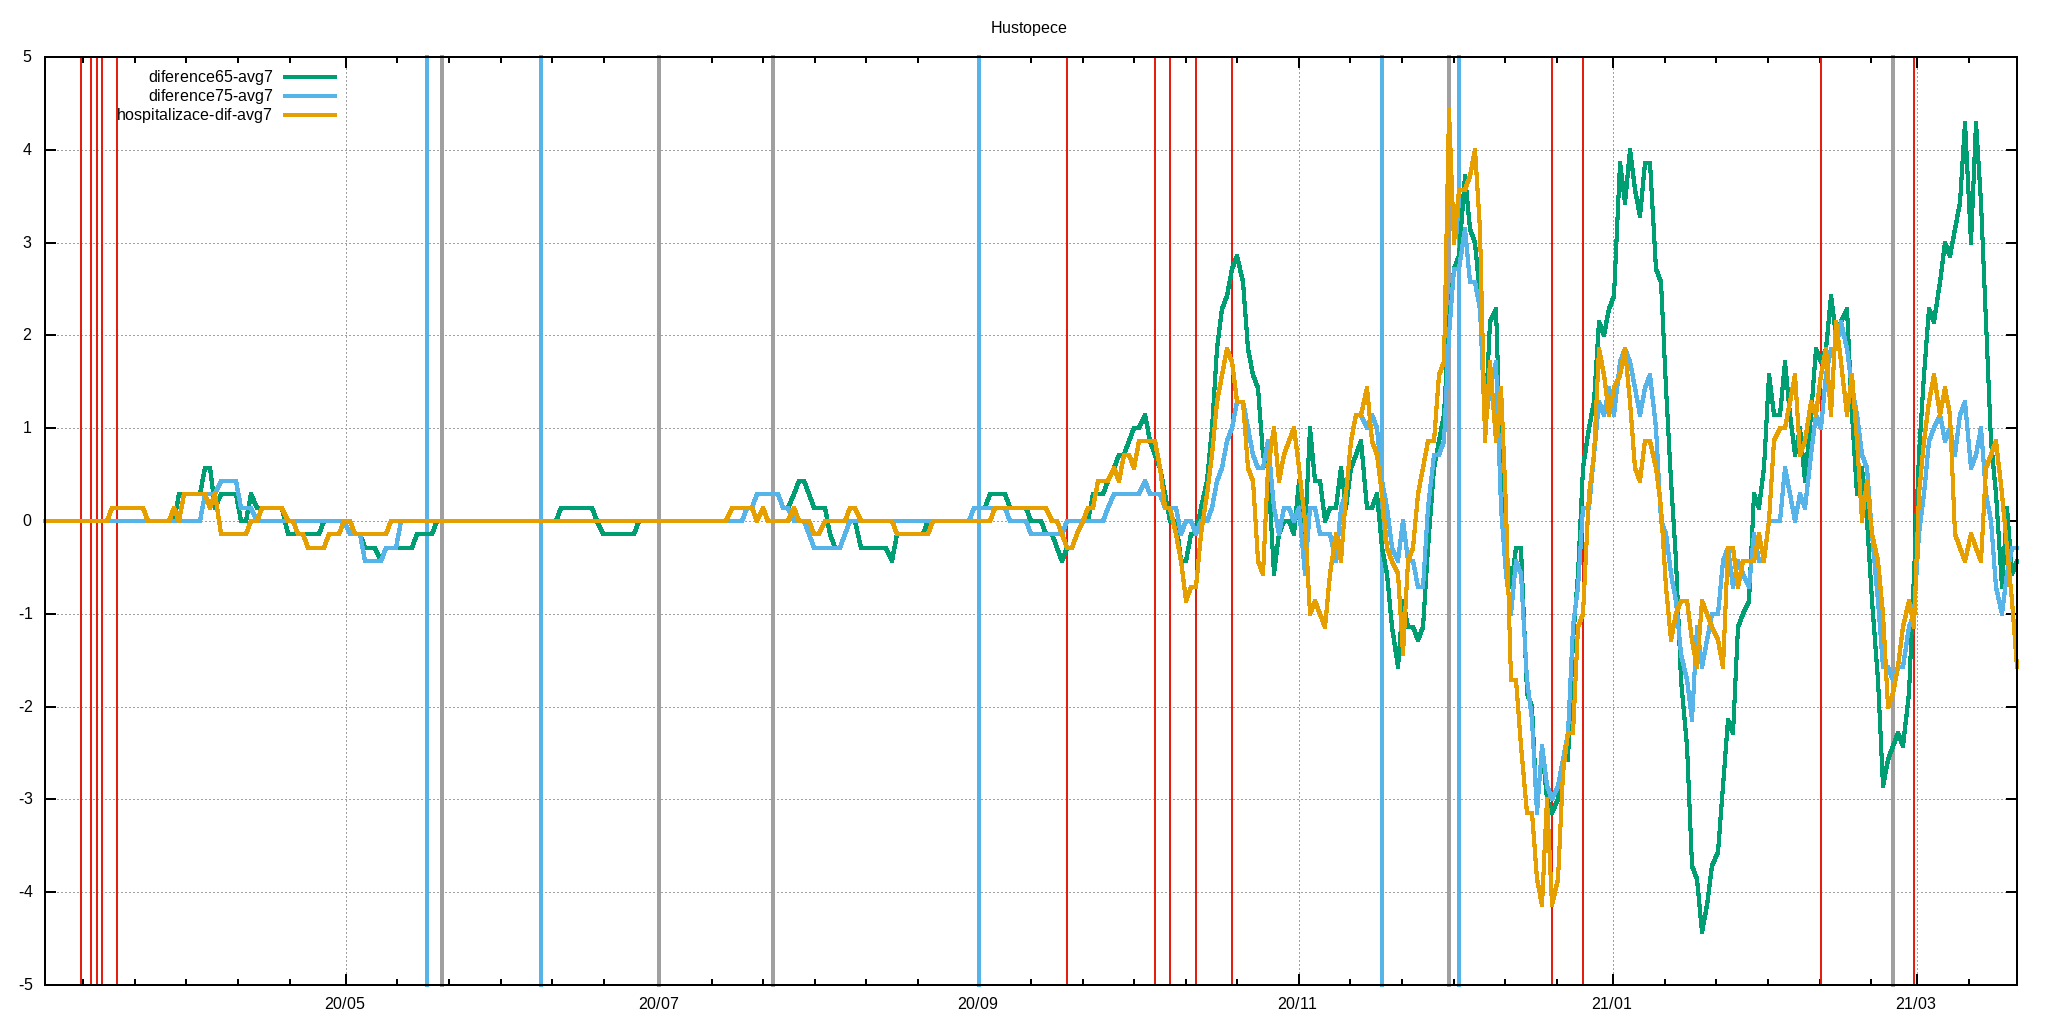 Hustopece
diference65-avg7
diference75-avg7
hospitalizace-dif-avg7
5
4
3
2
1
0
-1
-2
-3
-4
-5
20/05 20/07 20/09 20/11 21/01 21/03